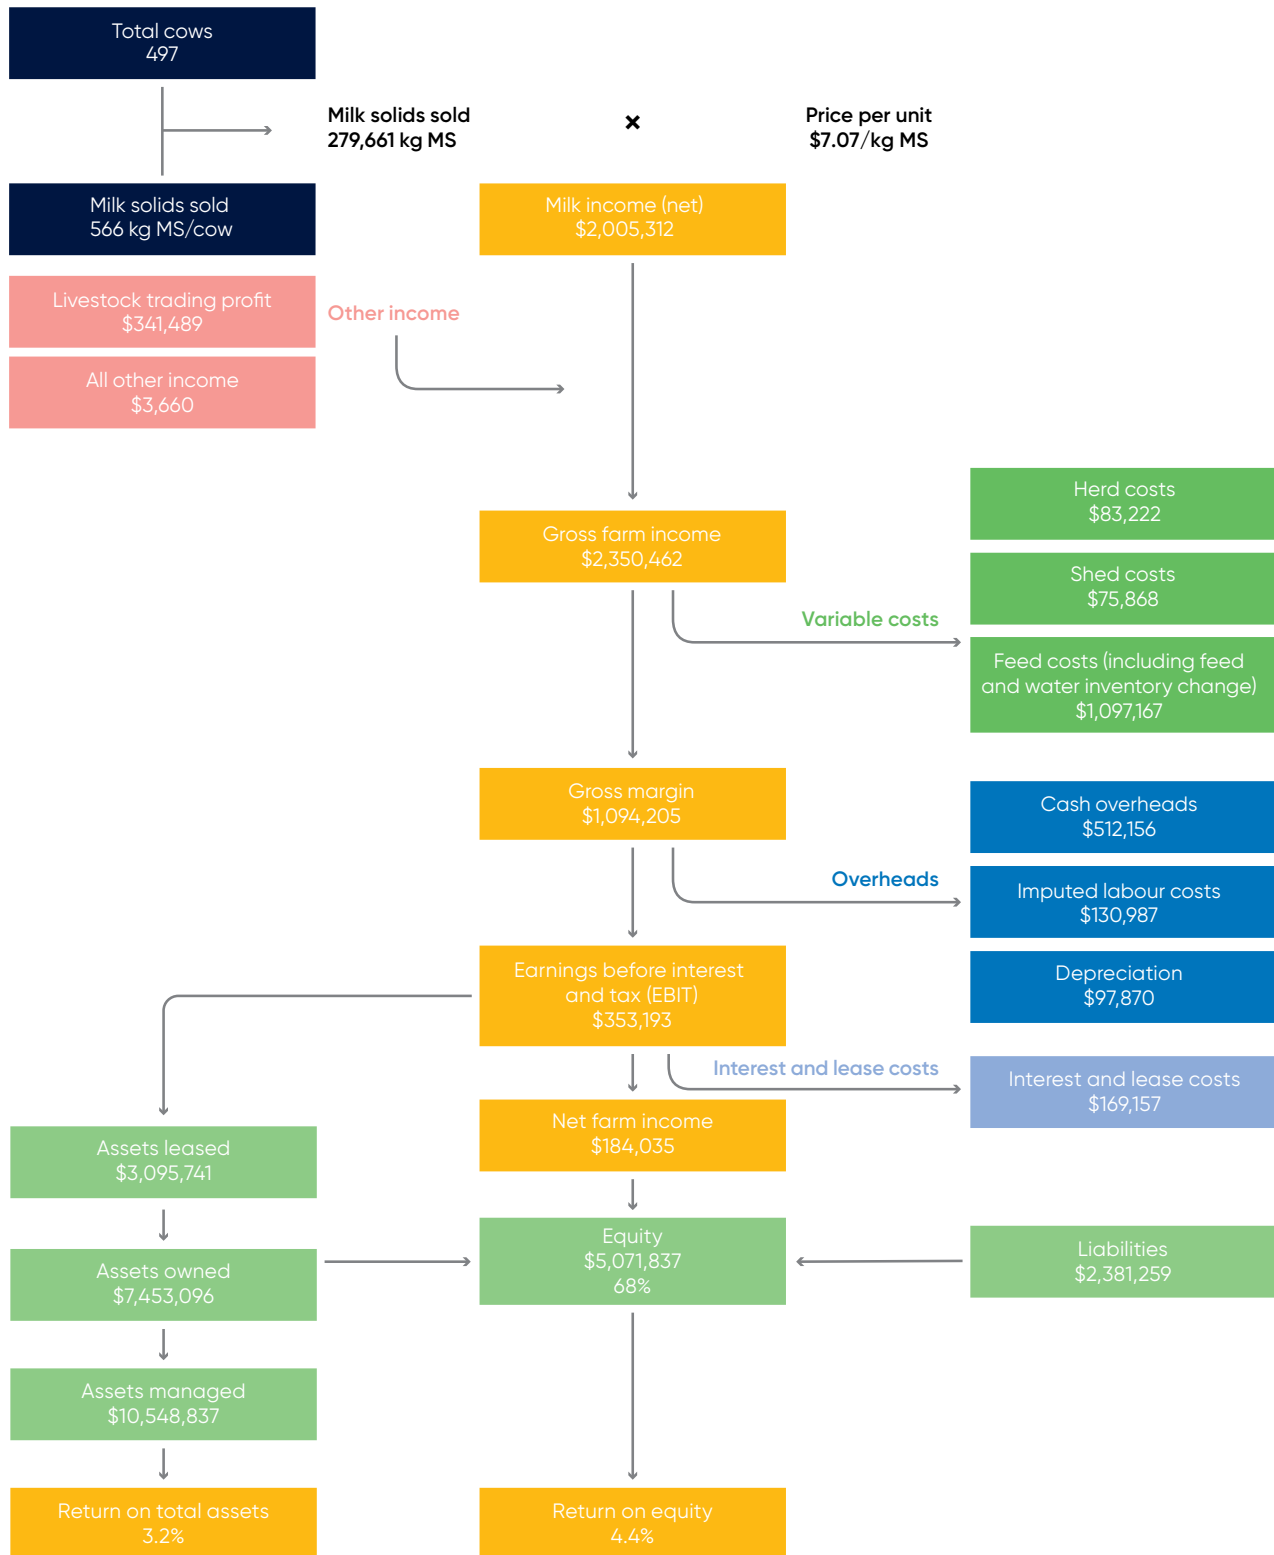 Total cows
497
Milk solids sold
279,661 kg MS
×
Price per unit
$7.07/kg MS
Milk solids sold
566 kg MS/cow
Milk income (net)
$2,005,312
Livestock trading profit
$341,489
Other income
All other income
$3,660
Herd costs
$83,222
Gross farm income
$2,350,462
Shed costs
$75,868
Variable costs
Feed costs (including feed
and water inventory change)
$1,097,167
Gross margin
$1,094,205
Cash overheads
$512,156
Overheads
Imputed labour costs
$130,987
Earnings before interest
and tax (EBIT)
$353,193
Depreciation
$97,870
Interest and lease costs
Interest and lease costs
$169,157
Net farm income
$184,035
Assets leased
$3,095,741
Equity
$5,071,837
68%
Liabilities
$2,381,259
Assets owned
$7,453,096
Assets managed
$10,548,837
Return on total assets
3.2%
Return on equity
4.4%